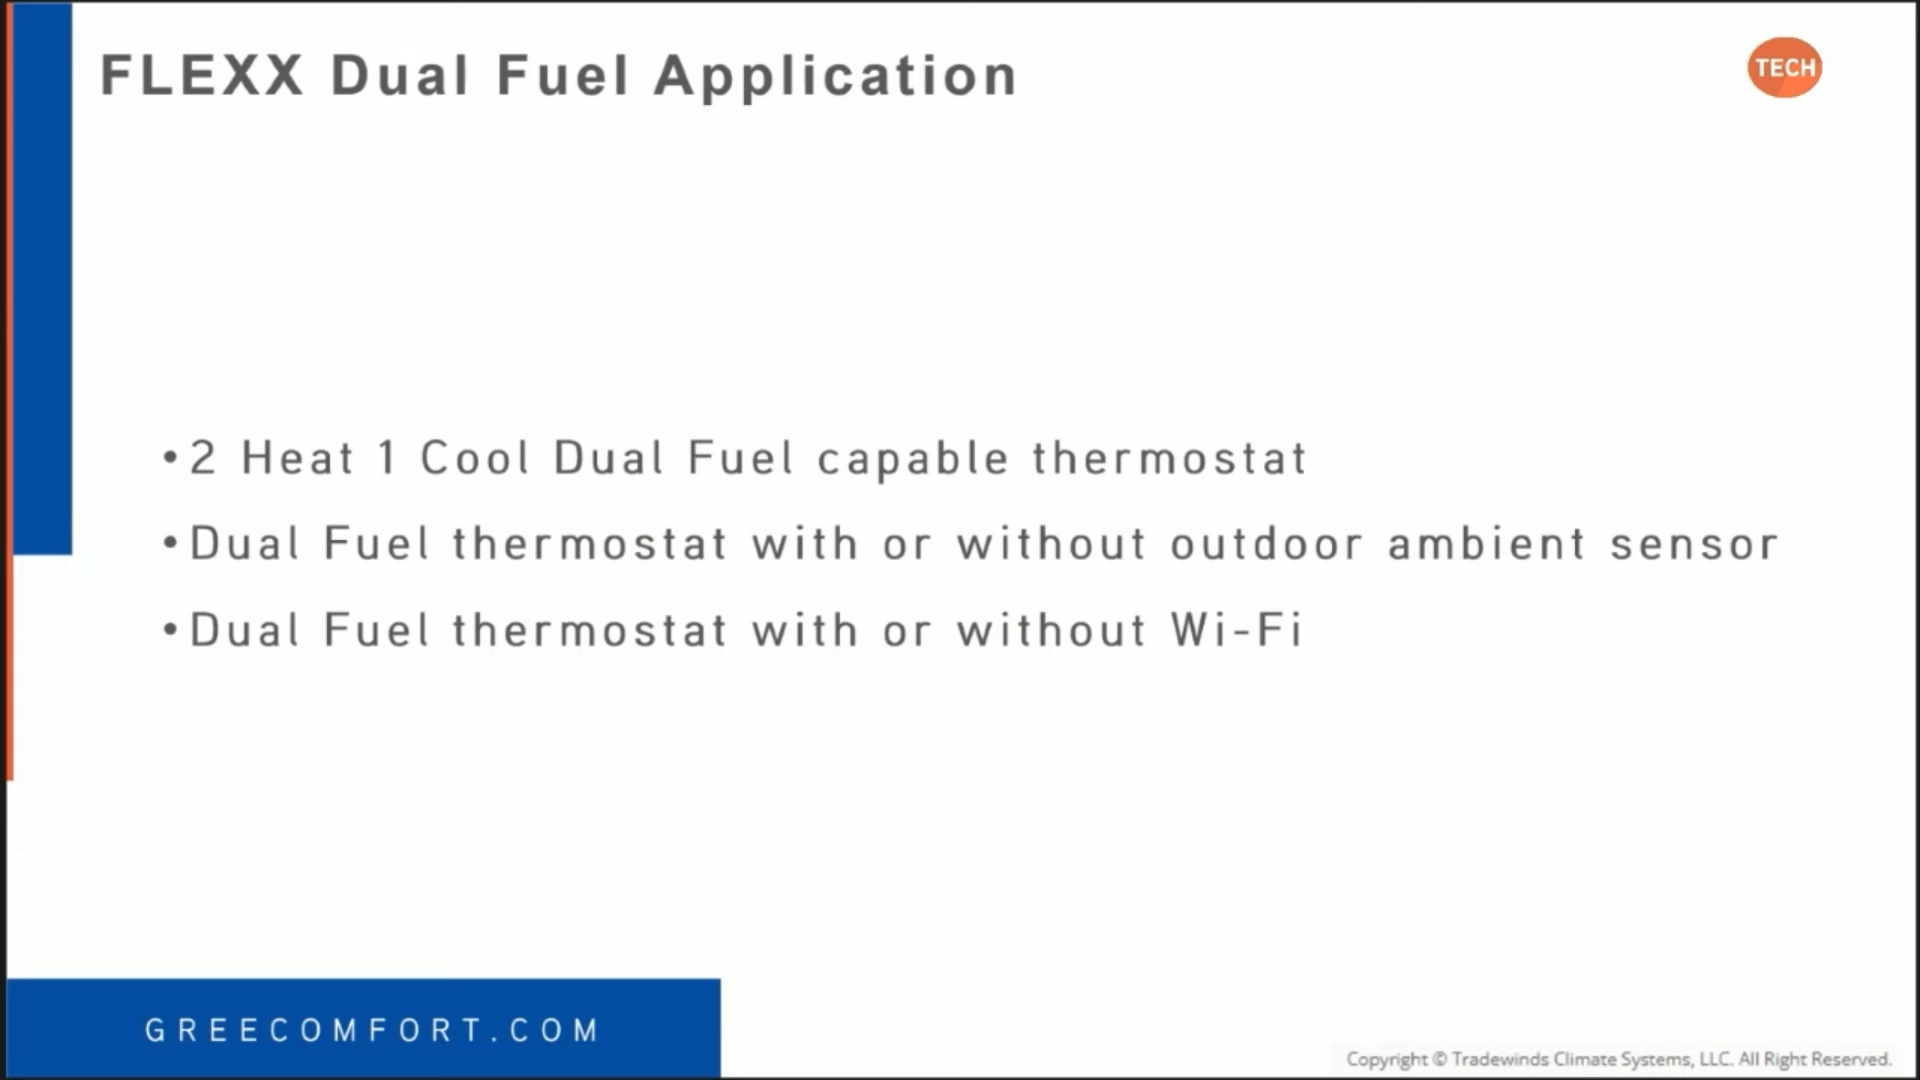 FLEXX Dual Fuel Application
TECH
•2 Heat 1 Cool Dual Fuel capable thermostat
•Dual Fuel thermostat with or without outdoor ambient sensor
•Dual Fuel thermostat with or without Wi-Fi
GREECOMFORT.COM
Copyright © Tradewinds Climate Systems, LLC. All Right Reserved.